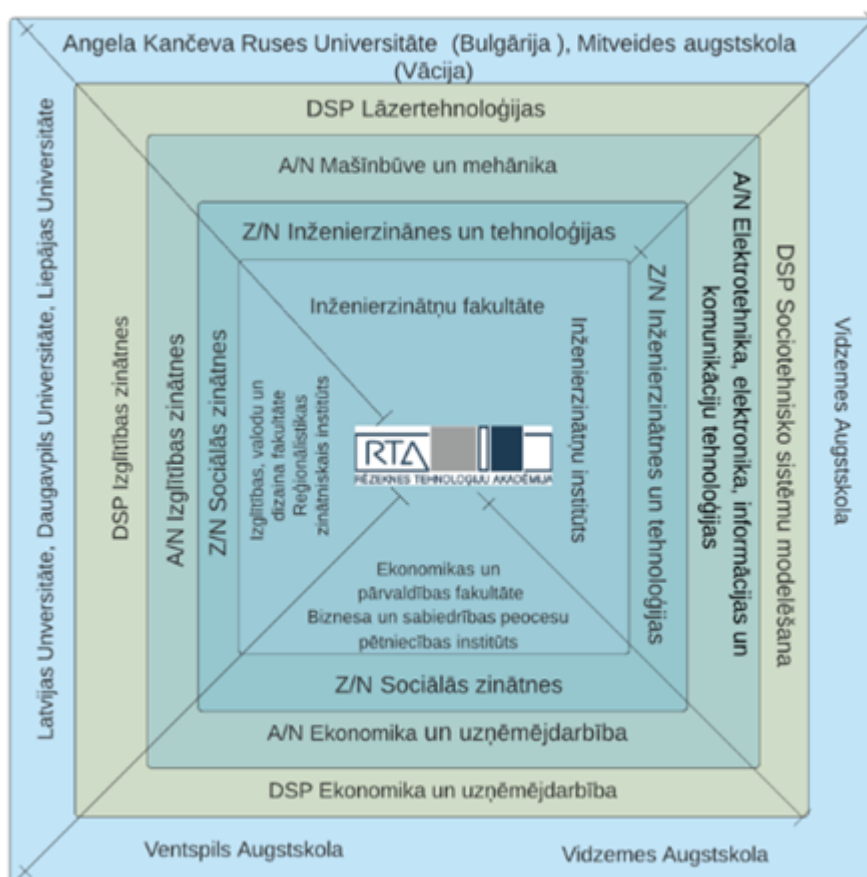 Angela Kančeva Ruses Universitāte (Bulgārija ), Mitveides augstskola
(Vācija)
DSP Lāzertehnoloģijas
A/N Mašīnbūve un mehānika
Z/N Inženierzinānes un tehnoloģijas
Inženierzinātņu fakultāte
Latvijas Unversitāte, Daugavpils Universitāte, Liepājas Universitāte
DSP Izglītības zinātnes
A/N Izglītības zinātnes
Z/N Sociālās zinātnes
Izglītības, valodu un
dizaina fakultāte
Reģionālistikas
zinātniskais institūts
RTA
RĒZEKNES TEHNOLOĢIJU AKADĒMIJA
Inženierzinātņu institūts
Z/N Inženierzinātnes un tehnoloģijas
A/N Elektrotehnika, elektronika, informācijas un
komunikāciju tehnoloģijas
DSP Sociotehnisko sistēmu modelēšana
Vidzemes Augstskola
Ekonomikas un
pārvaldības fakultāte
Biznesa un sabiedrības peocesu
pētniecības institūts
Z/N Sociālās zinātnes
A/N Ekonomika un uzņēmējdarbība
DSP Ekonomika un uzņēmējdarbība
Ventspils Augstskola
Vidzemes Augstskola